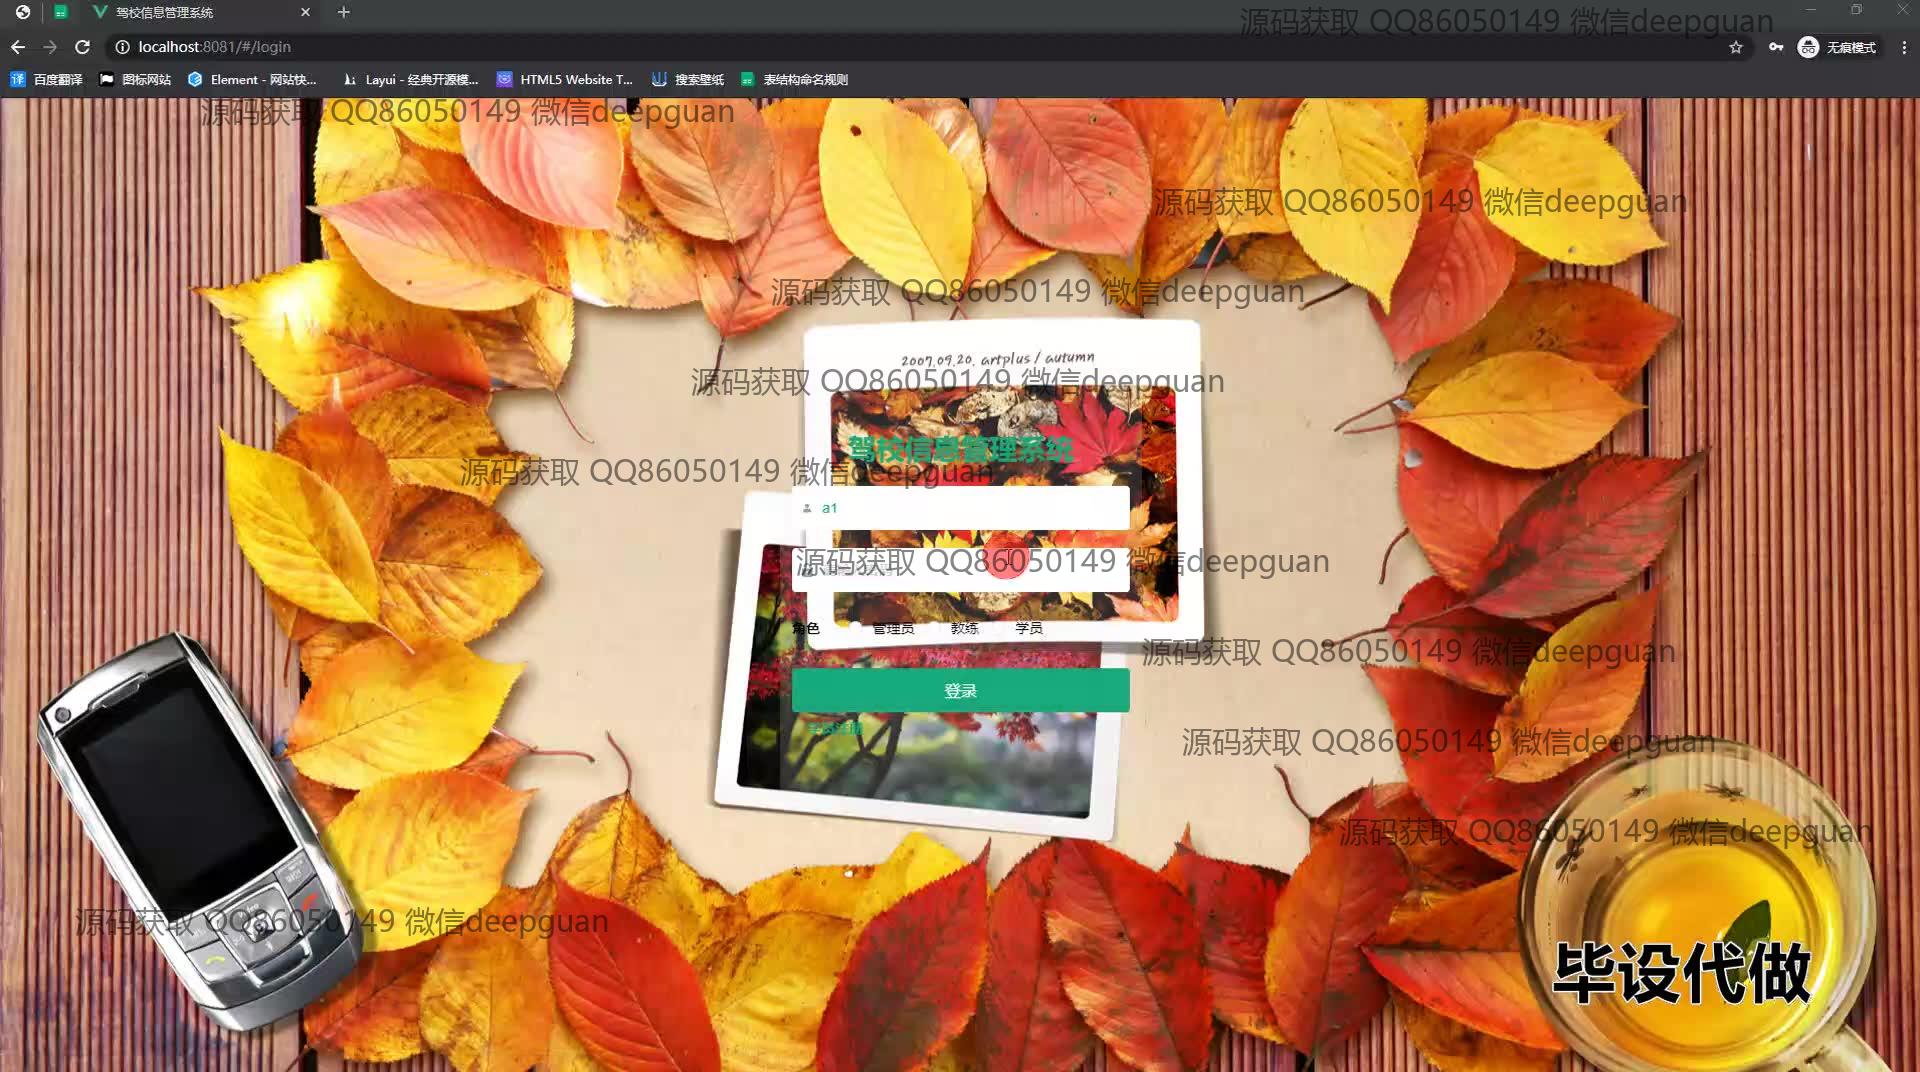 驾校信息管理系统
源码获取 QQ86050149 微信deepguan
localhost:8081/#/login
无痕模式
百度翻译
图标网站
Element - 网站快...
Layui - 经典开源模...
HTML5 Website T...
搜索壁纸
表结构命名规则
源码获取 QQ86050149 微信deepguan
源码获取 QQ86050149 微信deepguan
源码获取 QQ86050149 微信deepguan
2007.09.20. artplus / autumn
源码获取 QQ86050149 微信deepguan
驾校信息管理系统
源码获取 QQ86050149 微信deepguan
a1
源码获取 QQ86050149 微信deepguan
角色 管理员 教练 学员
源码获取 QQ86050149 微信deepguan
登录
学员注册
源码获取 QQ86050149 微信deepguan
源码获取 QQ86050149 微信deepguan
源码获取 QQ86050149 微信deepguan
毕设代做